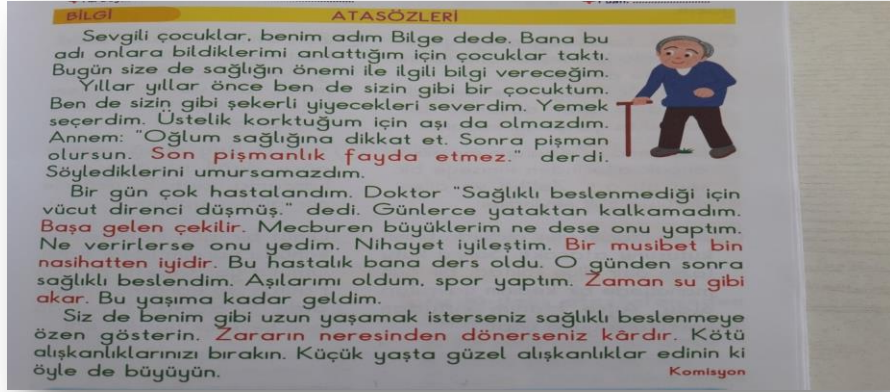 BİLGİ
ATASÖZLERİ
Sevgili çocuklar, benim adım Bilge dede. Bana bu
adı onlara bildiklerimi anlattığım için çocuklar taktı.
Bugün size de sağlığın önemi ile ilgili bilgi vereceğim.
Yıllar yıllar önce ben de sizin gibi bir çocuktum.
Ben de sizin gibi şekerli yiyecekleri severdim. Yemek
seçerdim. Üstelik korktuğum için aşı da olmazdım.
Annem: "Oğlum sağlığına dikkat et. Sonra pişman
olursun. Son pişmanlık fayda etmez." derdi.
Söylediklerini umursamazdım.
Bir gün çok hastalandım. Doktor "Sağlıklı beslenmediği için
vücut direnci düşmüş." dedi. Günlerce yataktan kalkamadım.
Başa gelen çekilir. Mecburen büyüklerim ne dese onu yaptım.
Ne verirlerse onu yedim. Nihayet iyileştim. Bir musibet bin
nasihatten iyidir. Bu hastalık bana ders oldu. O günden sonra
sağlıklı beslendim. Aşılarımı oldum, spor yaptım. Zaman su gibi
akar. Bu yaşıma kadar geldim.
Siz de benim gibi uzun yaşamak isterseniz sağlıklı beslenmeye
özen gösterin. Zararın neresinden dönerseniz kârdır. Kötü
alışkanlıklarınızı bırakın. Küçük yaşta güzel alışkanlıklar edinin ki
öyle de büyüyün.
Komisyon